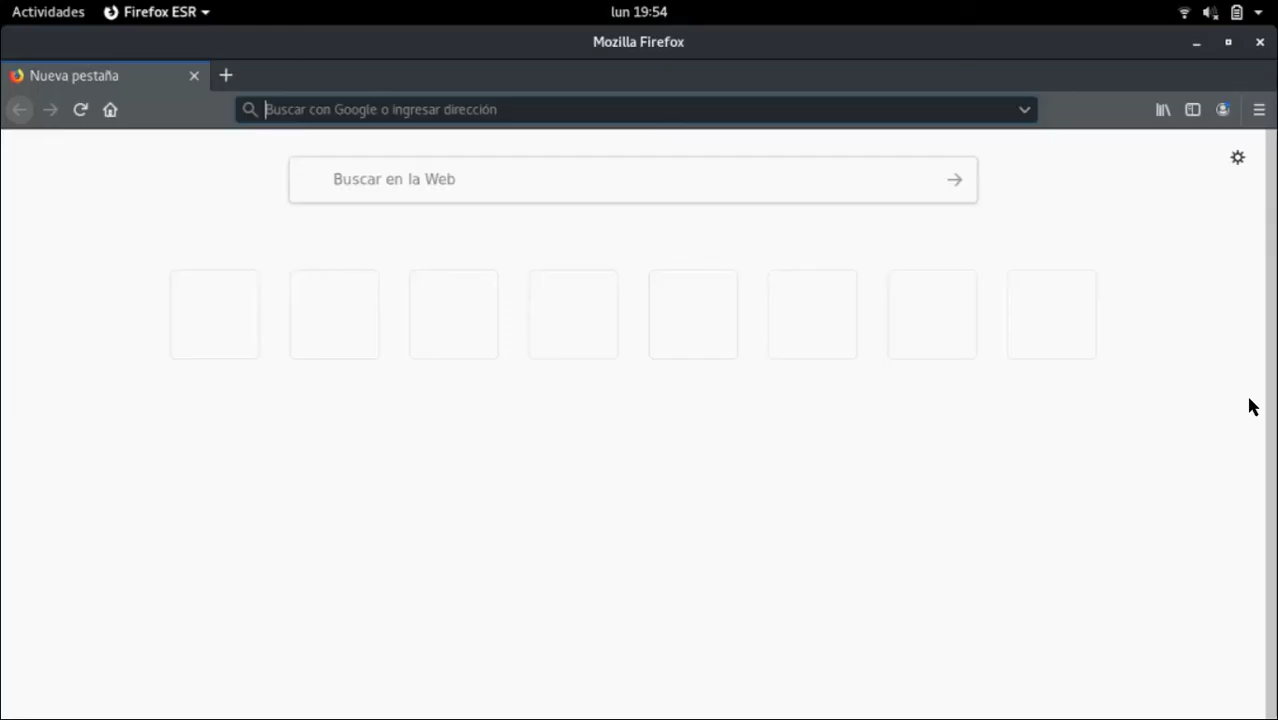 Actividades Firefox ESR lun 19:54
Mozilla Firefox
Nueva pestaña
Buscar con Google o ingresar dirección
Buscar en la Web